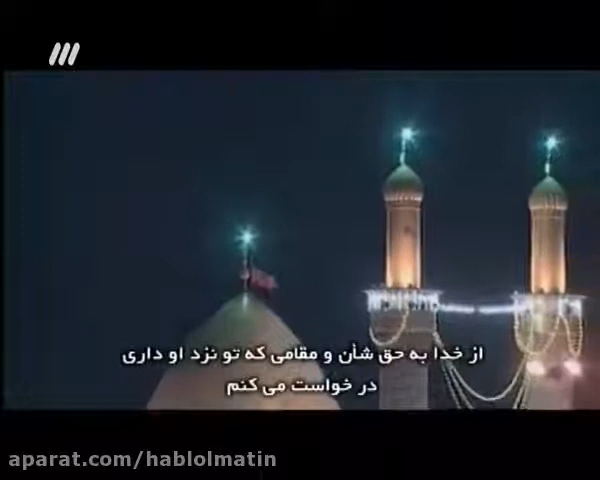 از خدا به حق شأن و مقامی که تو نزد او داری
در خواست می کنم
aparat.com/hablolmatin